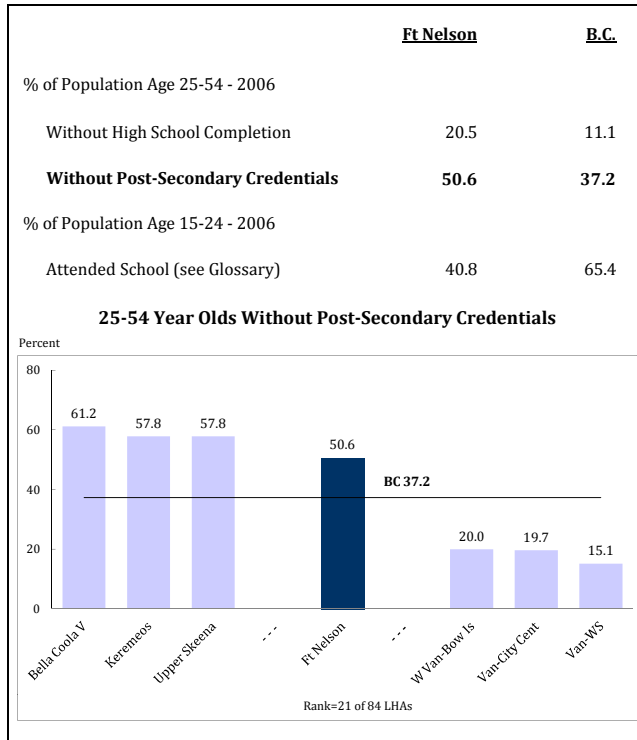 Ft Nelson B.C.
% of Population Age 25-54 - 2006
Without High School Completion 20.5 11.1
Without Post-Secondary Credentials 50.6 37.2
% of Population Age 15-24 - 2006
Attended School (see Glossary) 40.8 65.4
25-54 Year Olds Without Post-Secondary Credentials
Percent
80
60
40
20
0
61.2
57.8
57.8
50.6
BC 37.2
20.0
19.7
15.1
Bella Coola V
Keremeos
Upper Skeena
- - -
Ft Nelson
- - -
W Van-Bow Is
Van-City Cent
Van-WS
Rank=21 of 84 LHAs